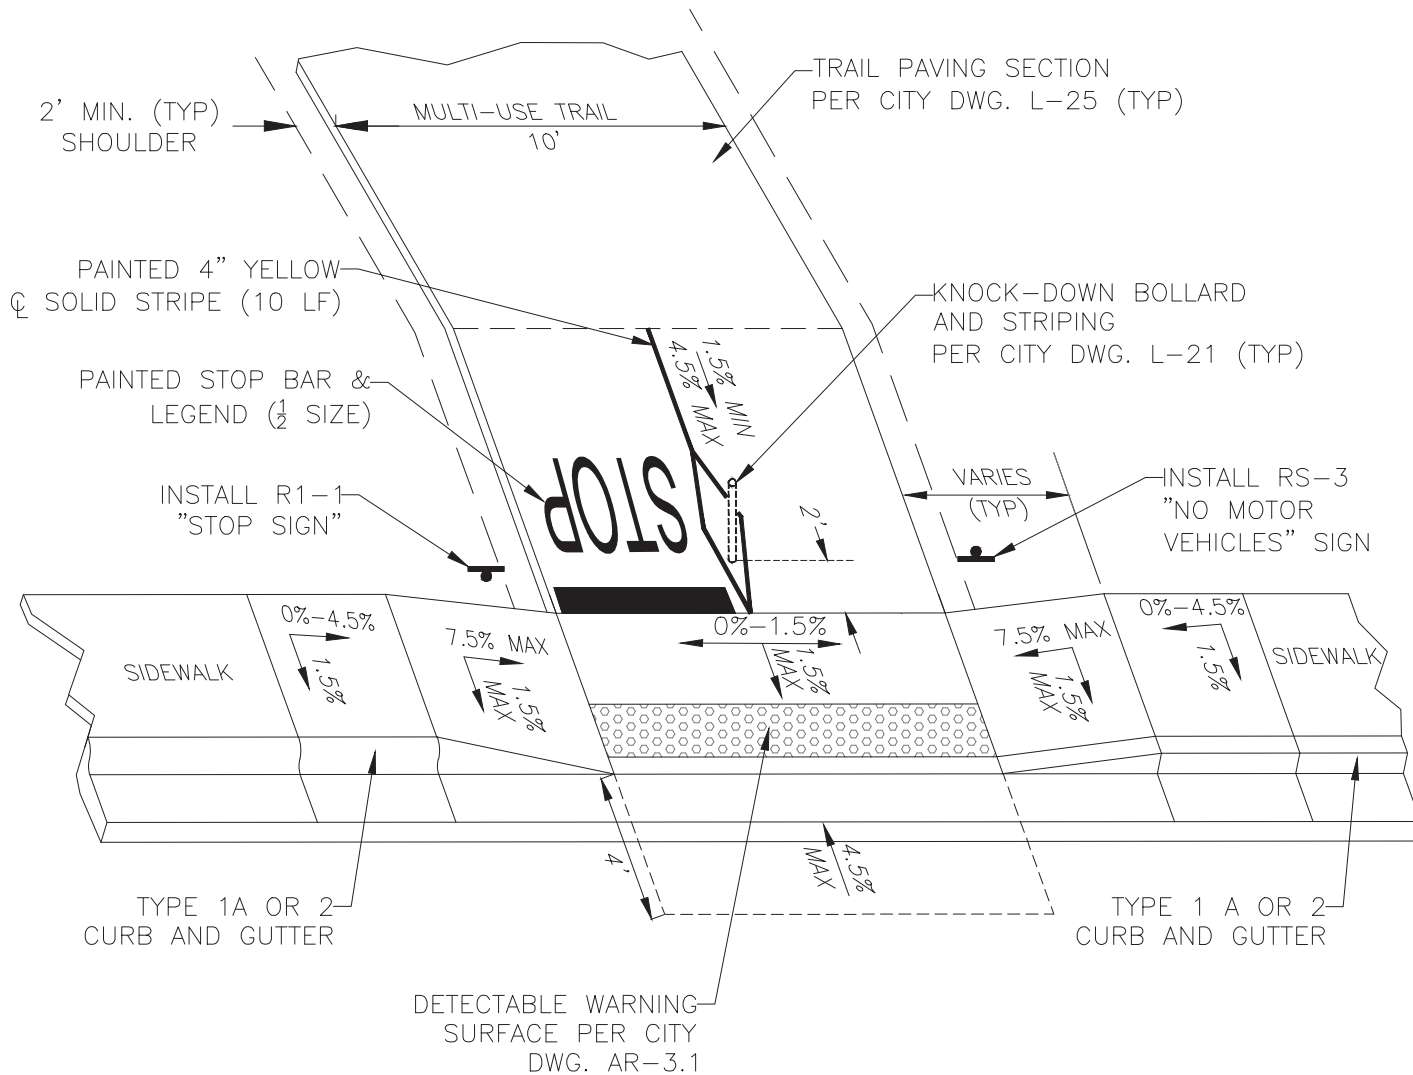 TRAIL PAVING SECTION
PER CITY DWG. L-25 (TYP)
2' MIN. (TYP)
SHOULDER
MULTI-USE TRAIL
10'
PAINTED 4" YELLOW
℄ SOLID STRIPE (10 LF)
KNOCK-DOWN BOLLARD
AND STRIPING
PER CITY DWG. L-21 (TYP)
1.5% MIN
4.5% MAX
PAINTED STOP BAR &
LEGEND (½ SIZE)
STOP
INSTALL R1-1
"STOP SIGN"
2'
VARIES
(TYP)
INSTALL RS-3
"NO MOTOR
VEHICLES" SIGN
0%-4.5%
1.5%
SIDEWALK
7.5% MAX
1.5%
MAX
0%-1.5%
1.5%
MAX
7.5% MAX
1.5%
MAX
0%-4.5%
1.5%
SIDEWALK
4'
4.5%
MAX
TYPE 1A OR 2
CURB AND GUTTER
TYPE 1 A OR 2
CURB AND GUTTER
DETECTABLE WARNING
SURFACE PER CITY
DWG. AR-3.1